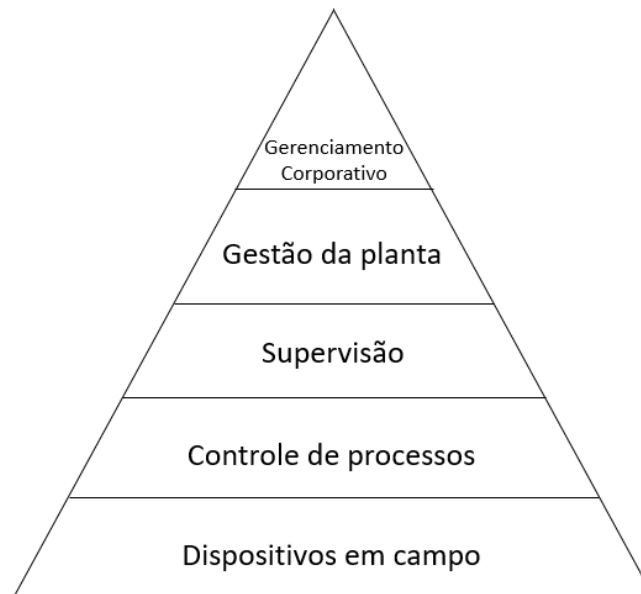 Gerenciamento
Corporativo
Gestão da planta
Supervisão
Controle de processos
Dispositivos em campo